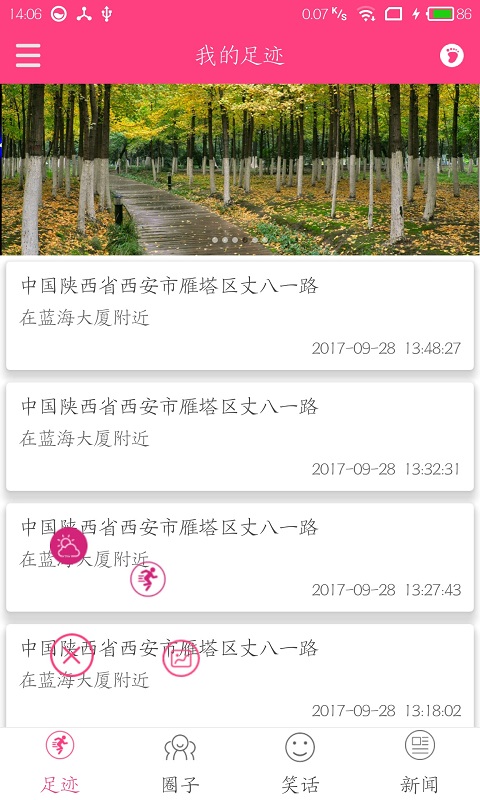 14:06 0.07 K/s 86
我的足迹
中国陕西省西安市雁塔区丈八一路
在蓝海大厦附近
2017-09-28 13:48:27
中国陕西省西安市雁塔区丈八一路
在蓝海大厦附近
2017-09-28 13:32:31
中国陕西省西安市雁塔区丈八一路
在蓝海大厦附近
2017-09-28 13:27:43
中国陕西省西安市雁塔区丈八一路
在蓝海大厦附近
2017-09-28 13:18:02
足迹 圈子 笑话 新闻